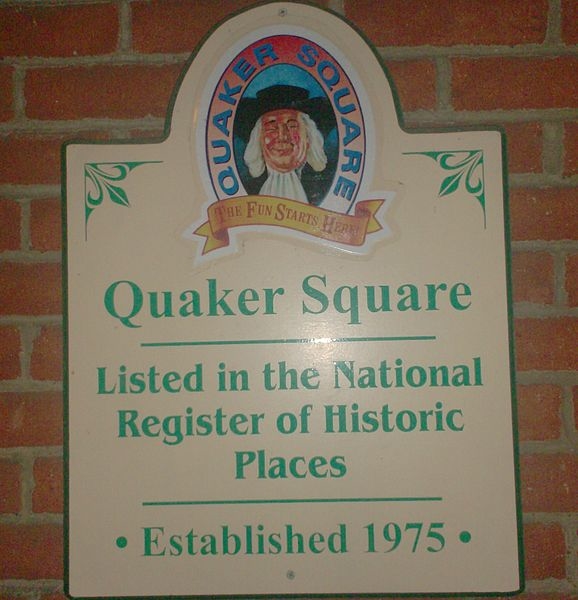 QUAKER SQUARE
THE FUN STARTS HERE!
Quaker Square
Listed in the National
Register of Historic
Places
• Established 1975 •